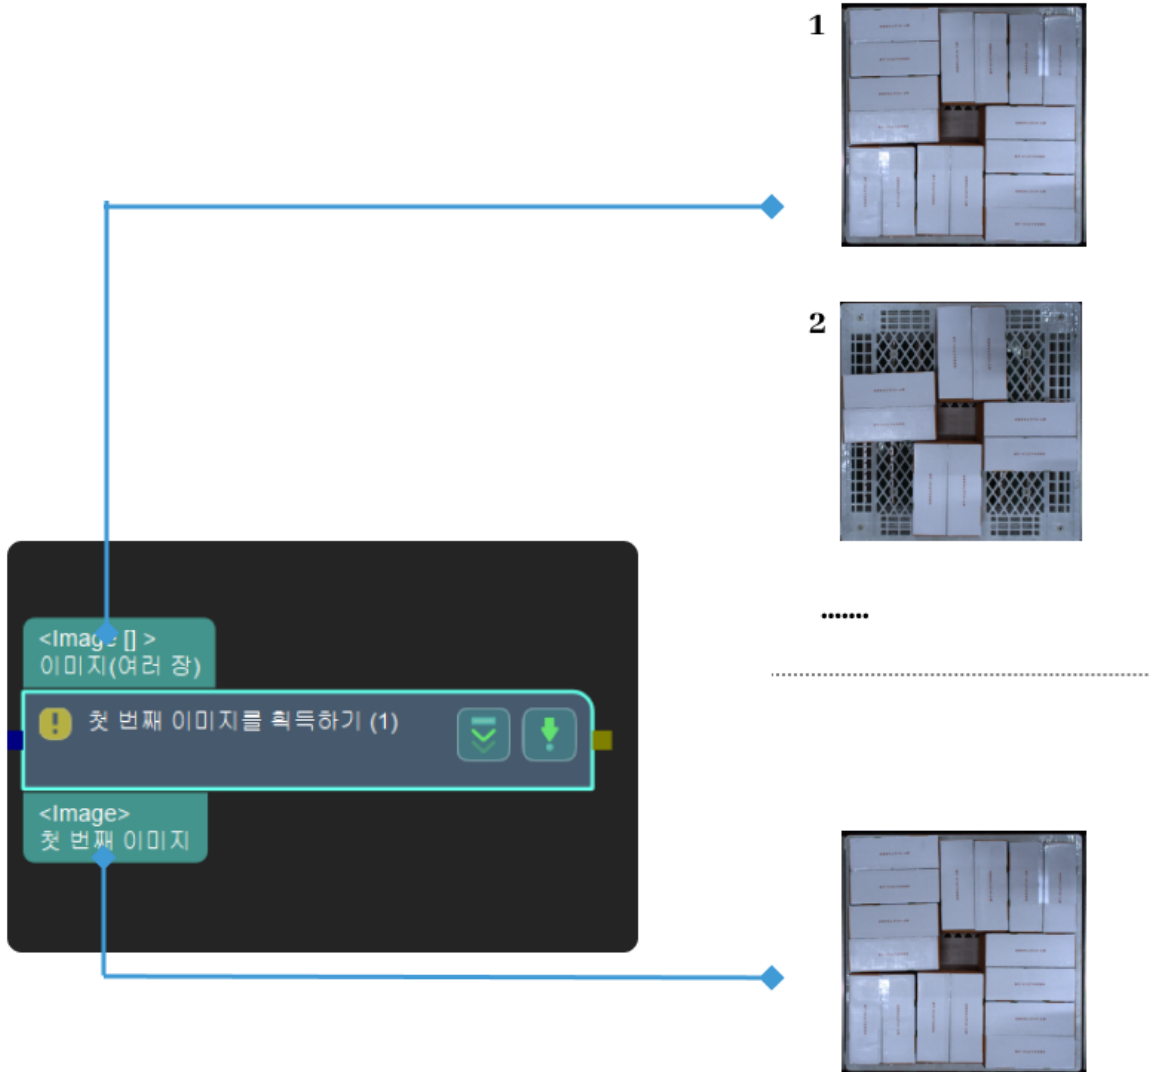 1
2
.......
<Image [] >
이미지(여러 장)
첫 번째 이미지를 획득하기 (1)
<Image>
첫 번째 이미지